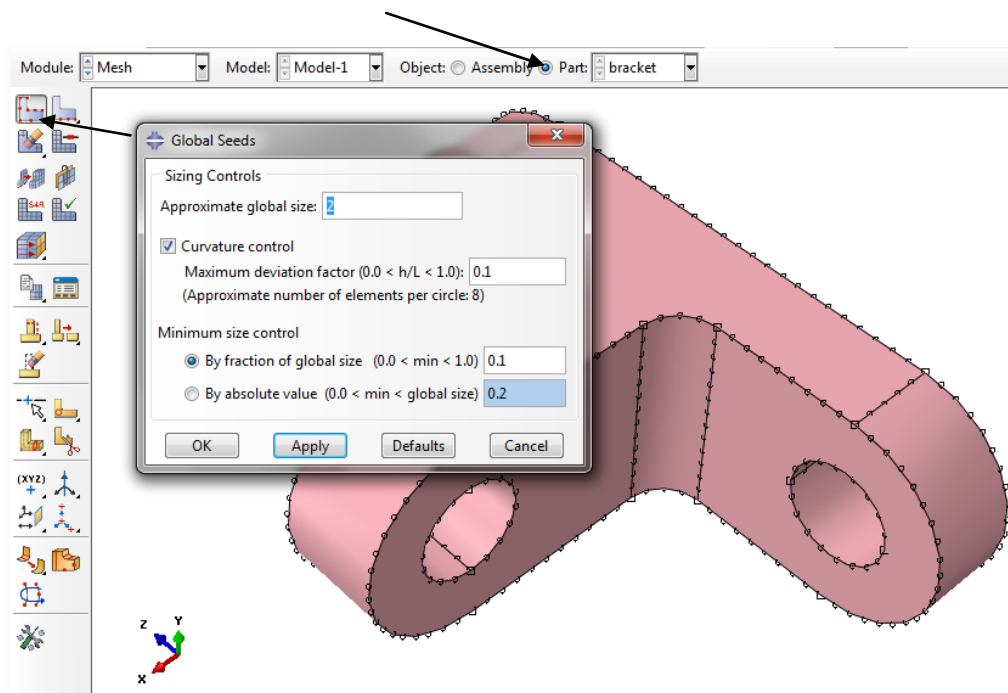 Module: Mesh Model: Model-1 Object: Assembly Part: bracket
Global Seeds
Sizing Controls
Approximate global size: 2
Curvature control
Maximum deviation factor (0.0 < h/L < 1.0): 0.1
(Approximate number of elements per circle: 8)
Minimum size control
By fraction of global size (0.0 < min < 1.0) 0.1
By absolute value (0.0 < min < global size) 0.2
OK Apply Defaults Cancel
S4R
(XYZ)
Z Y
X